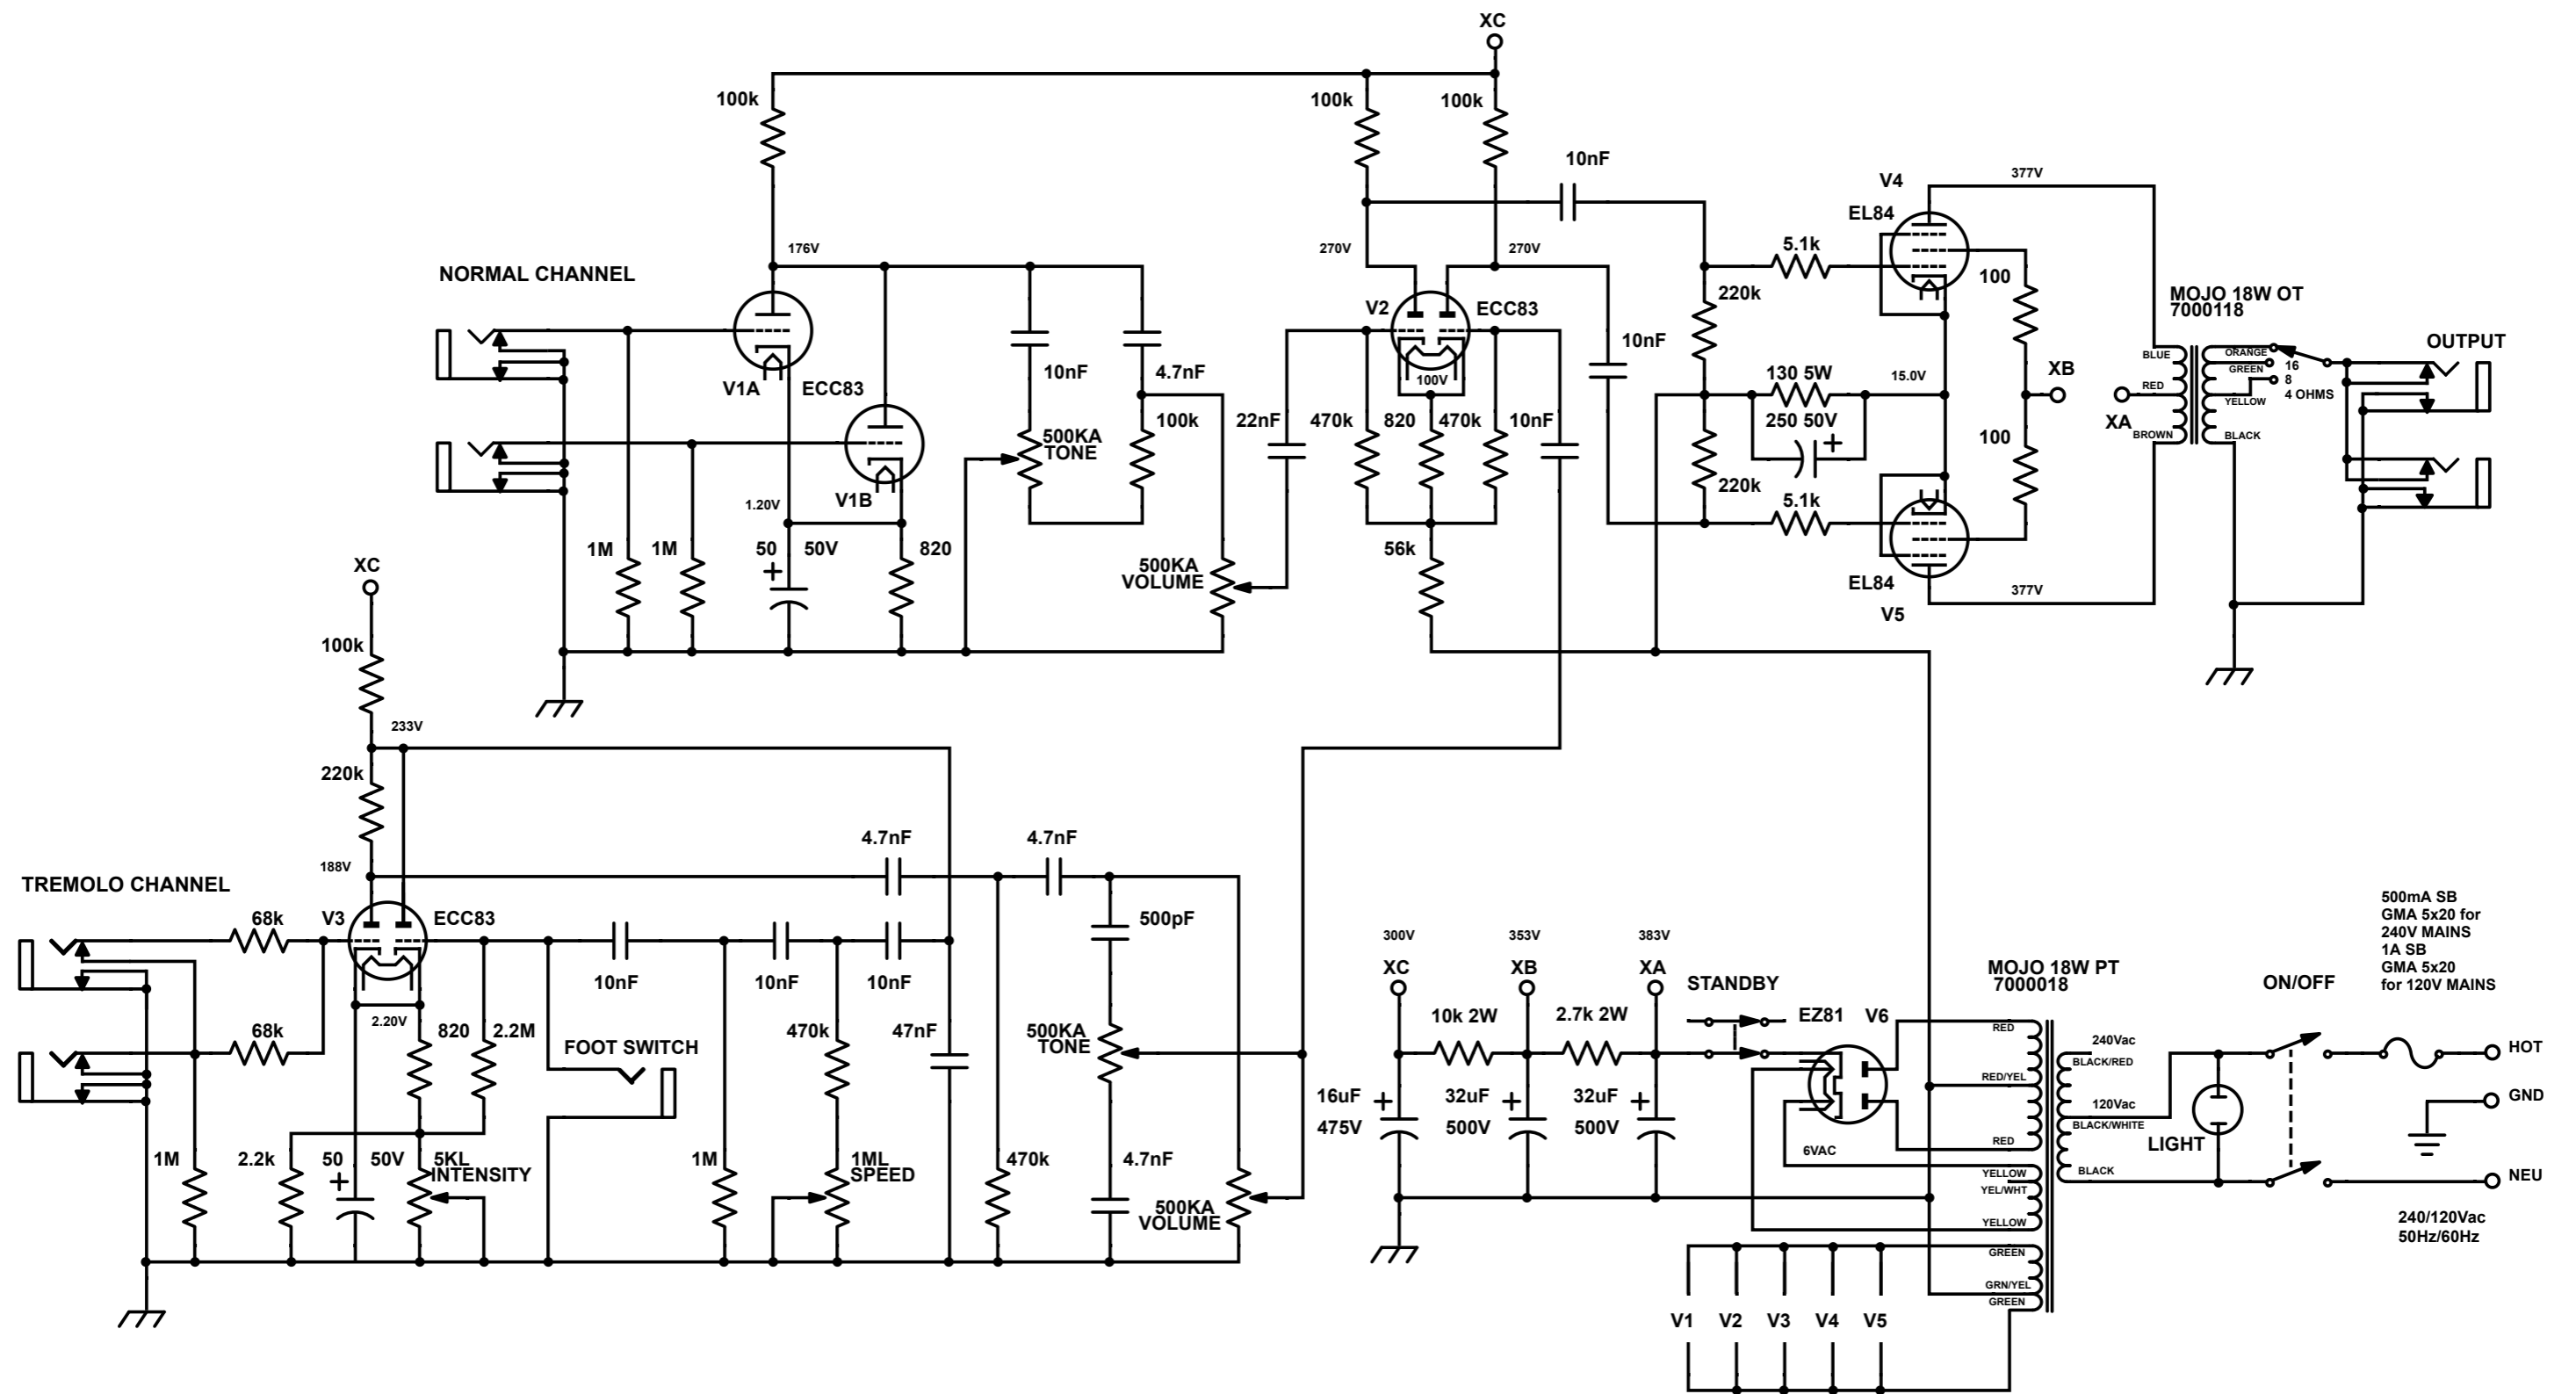 XC
100k
100k
100k
10nF
V4
377V
EL84
176V
270V
270V
5.1k
NORMAL CHANNEL
100
220k
MOJO 18W OT
7000118
V2
ECC83
OUTPUT
10nF
BLUE
ORANGE
16
GREEN
8
4 OHMS
YELLOW
10nF
4.7nF
V1A
ECC83
100V
130 5W
15.0V
XB
RED
XA
BROWN
BLACK
100k
22nF
470k
820
470k
10nF
250 50V
+
500KA
TONE
100
220k
V1B
1.20V
5.1k
1M
1M
50
50V
+
820
56k
500KA
VOLUME
EL84
377V
V5
XC
100k
233V
220k
4.7nF
4.7nF
188V
TREMOLO CHANNEL
68k
V3
ECC83
500pF
10nF
10nF
10nF
2.20V
68k
820
2.2M
470k
47nF
FOOT SWITCH
500KA
TONE
1M
2.2k
50
50V
+
5KL
INTENSITY
1M
1ML
SPEED
470k
4.7nF
500KA
VOLUME
300V
353V
383V
XC
XB
XA
STANDBY
MOJO 18W PT
7000018
ON/OFF
500mA SB
GMA 5x20 for
240V MAINS
1A SB
GMA 5x20
for 120V MAINS
10k 2W
2.7k 2W
EZ81
V6
RED
240Vac
BLACK/RED
HOT
RED/YEL
16uF
+
475V
32uF
+
500V
32uF
+
500V
120Vac
BLACK/WHITE
GND
RED
LIGHT
6VAC
YELLOW
BLACK
NEU
YEL/WHT
YELLOW
240/120Vac
50Hz/60Hz
GREEN
GRN/YEL
GREEN
V1
V2
V3
V4
V5